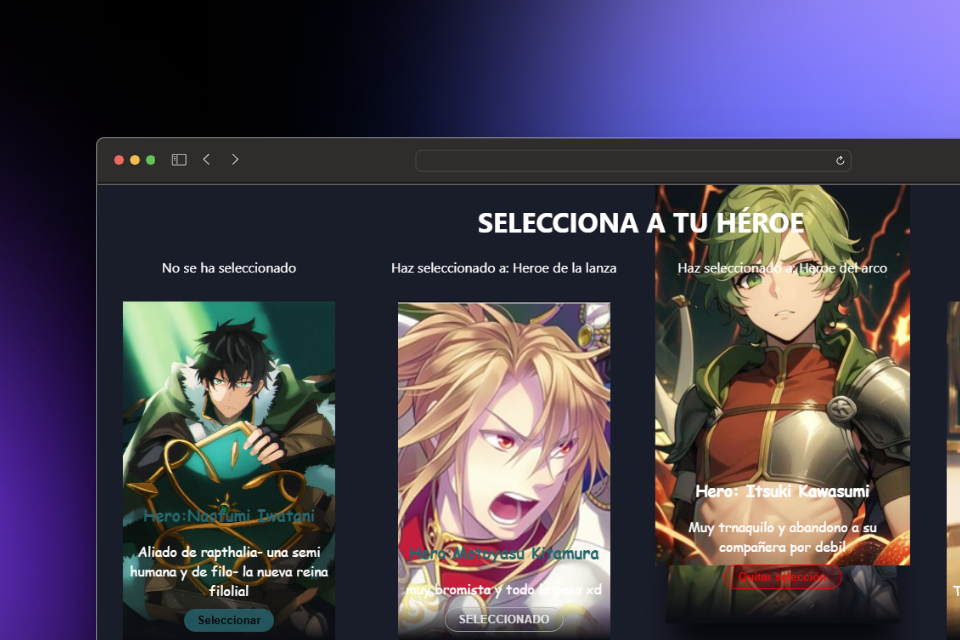 SELECCIONA A TU HÉROE
No se ha seleccionado
Haz seleccionado a: Heroe de la lanza
Haz seleccionado a: Heroe del arco
Hero:Naofumi Iwatani
Aliado de rapthalia- una semi
humana y de filo- la nueva reina
filolial
Seleccionar
Hero:Motoyasu Kitamura
muy bromista y todo le pasa xd
SELECCIONADO
Hero: Itsuki Kawasumi
Muy trnaquilo y abandono a su
compañera por debil
Quitar selección
T